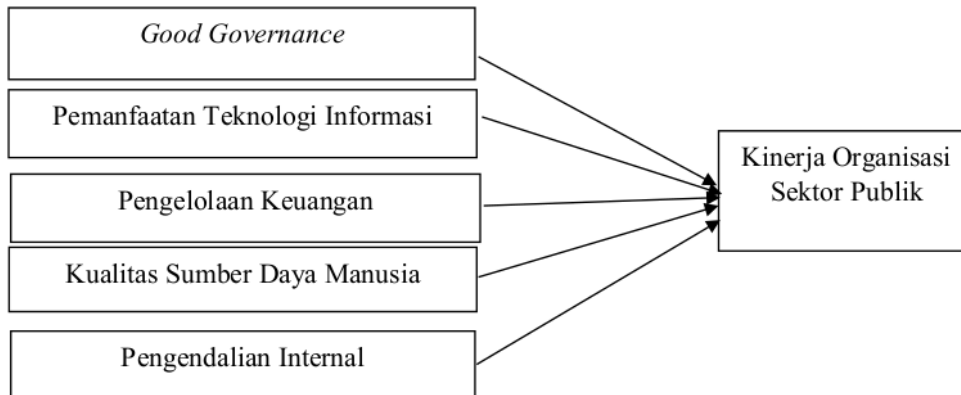 Good Governance
Pemanfaatan Teknologi Informasi
Pengelolaan Keuangan
Kualitas Sumber Daya Manusia
Pengendalian Internal
Kinerja Organisasi
Sektor Publik